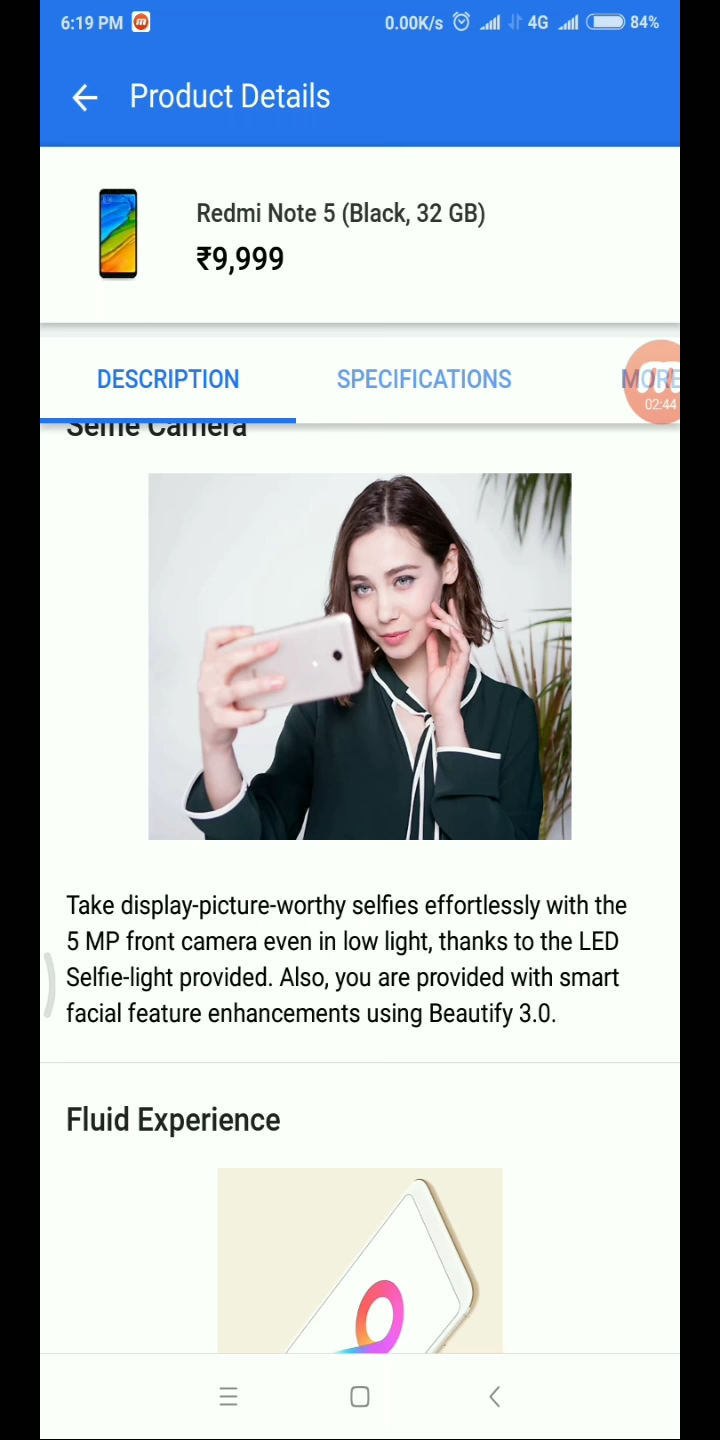 6:19 PM m 0.00K/s 4G 84%
Product Details
Redmi Note 5 (Black, 32 GB)
₹9,999
DESCRIPTION SPECIFICATIONS MORE
02:44
Selfie Camera
Take display-picture-worthy selfies effortlessly with the
5 MP front camera even in low light, thanks to the LED
Selfie-light provided. Also, you are provided with smart
facial feature enhancements using Beautify 3.0.
Fluid Experience